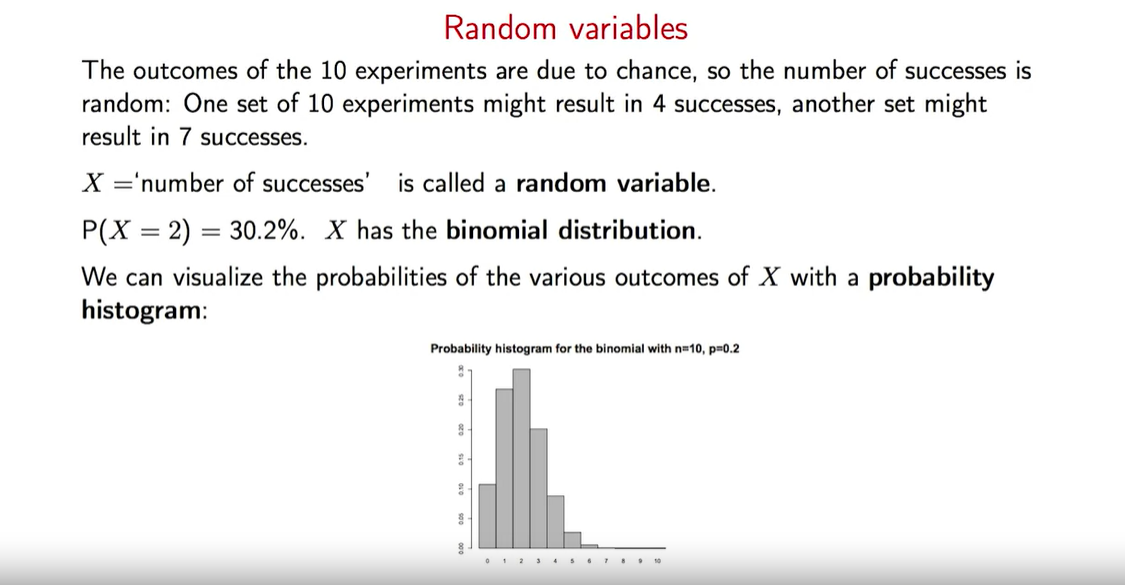 Random variables
The outcomes of the 10 experiments are due to chance, so the number of successes is
random: One set of 10 experiments might result in 4 successes, another set might
result in 7 successes.
X ='number of successes' is called a random variable.
P(X = 2) = 30.2%. X has the binomial distribution.
We can visualize the probabilities of the various outcomes of X with a probability
histogram:
Probability histogram for the binomial with n=10, p=0.2
0.30
0.25
0.20
0.15
0.10
0.05
0.00
0 1 2 3 4 5 6 7 8 9 10